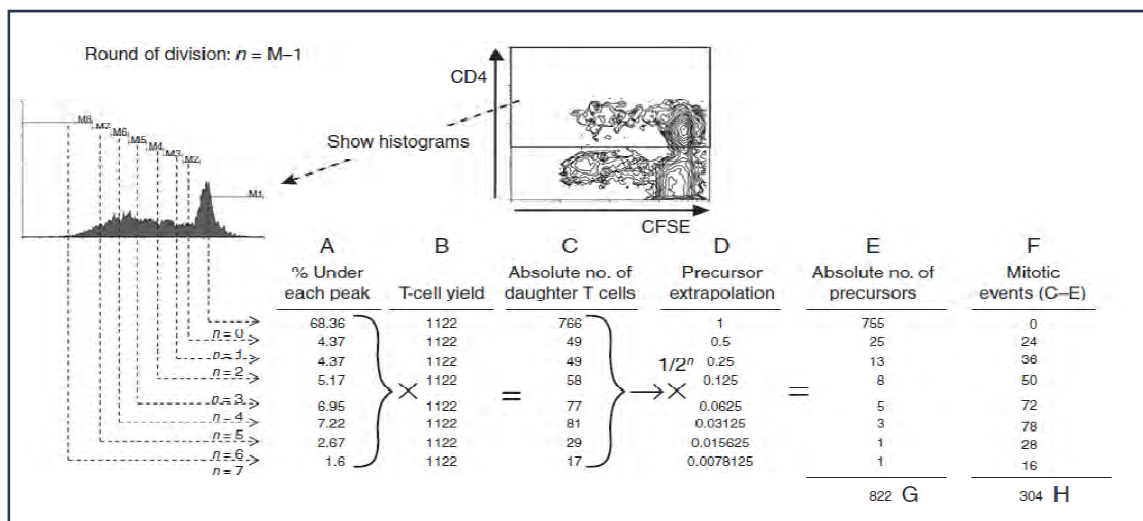 Round of division: n = M–1
CD4
M8
M7
M6
M5
M4
M3
M2
M1
Show histograms
CFSE
A B C D E F
% Under each peak
T-cell yield
Absolute no. of daughter T cells
Precursor extrapolation
Absolute no. of precursors
Mitotic events (C–E)
68.36 1122 766 1 755 0
n = 0
4.37 1122 49 0.5 25 24
n = 1
4.37 1122 49 0.25 13 36
n = 2
5.17 1122 58 0.125 8 50
× = 1/2ⁿ → × =
n = 3
6.95 1122 77 0.0625 5 72
n = 4
7.22 1122 81 0.03125 3 78
n = 5
2.67 1122 29 0.015625 1 28
n = 6
1.6 1122 17 0.0078125 1 16
n = 7
822 G 304 H